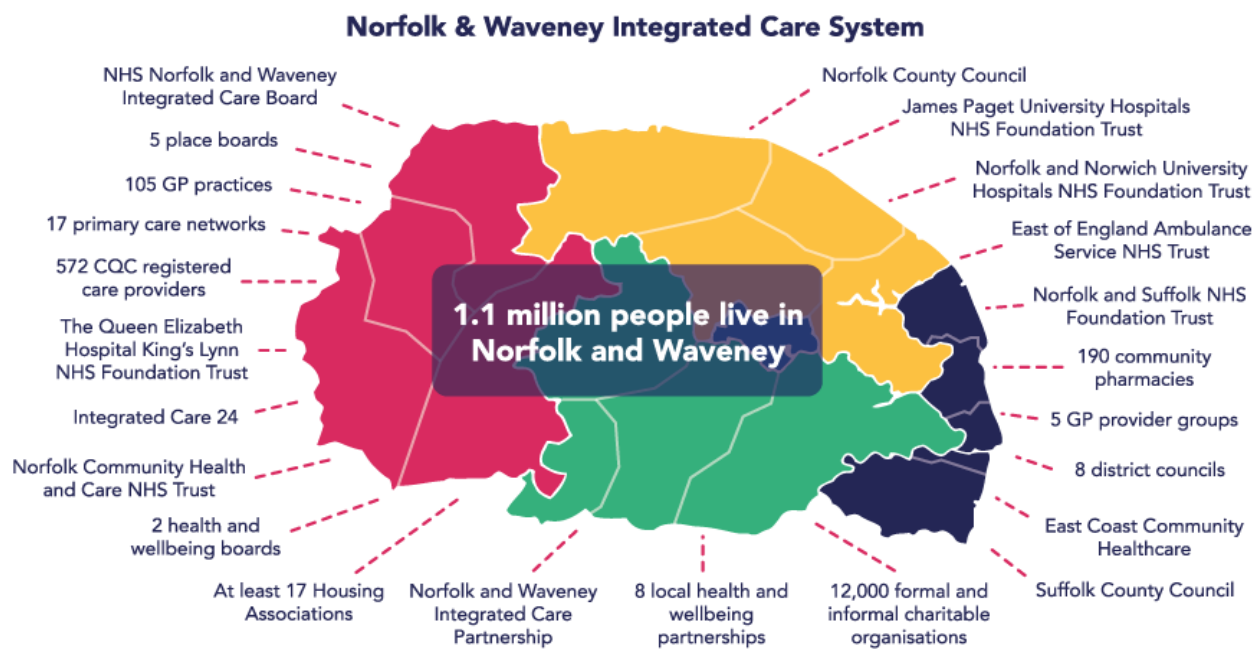 Norfolk & Waveney Integrated Care System
NHS Norfolk and Waveney
Integrated Care Board
5 place boards
105 GP practices
17 primary care networks
572 CQC registered
care providers
The Queen Elizabeth
Hospital King's Lynn
NHS Foundation Trust
Integrated Care 24
Norfolk Community Health
and Care NHS Trust
2 health and
wellbeing boards
At least 17 Housing
Associations
Norfolk and Waveney
Integrated Care
Partnership
8 local health and
wellbeing
partnerships
12,000 formal and
informal charitable
organisations
Norfolk County Council
James Paget University Hospitals
NHS Foundation Trust
Norfolk and Norwich University
Hospitals NHS Foundation Trust
East of England Ambulance
Service NHS Trust
Norfolk and Suffolk NHS
Foundation Trust
190 community
pharmacies
5 GP provider groups
8 district councils
East Coast Community
Healthcare
Suffolk County Council
1.1 million people live in
Norfolk and Waveney